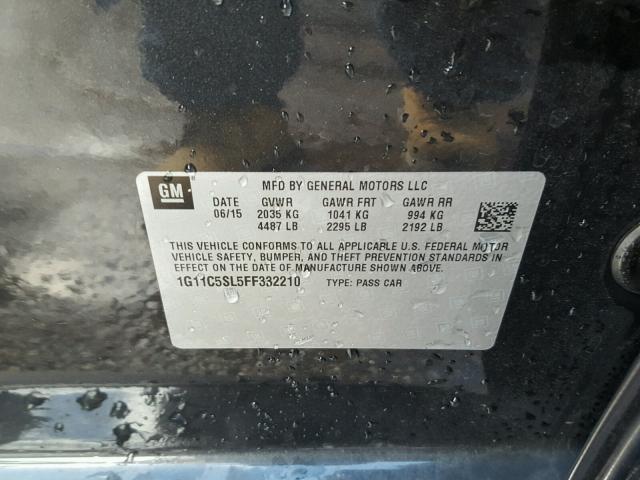 GM
MFD BY GENERAL MOTORS LLC
DATE GVWR GAWR FRT GAWR RR
06/15 2035 KG 1041 KG 994 KG
4487 LB 2295 LB 2192 LB
THIS VEHICLE CONFORMS TO ALL APPLICABLE U.S. FEDERAL MOTOR
VEHICLE SAFETY, BUMPER, AND THEFT PREVENTION STANDARDS IN
EFFECT ON THE DATE OF MANUFACTURE SHOWN ABOVE.
1G11C5SL5FF332210 TYPE: PASS CAR